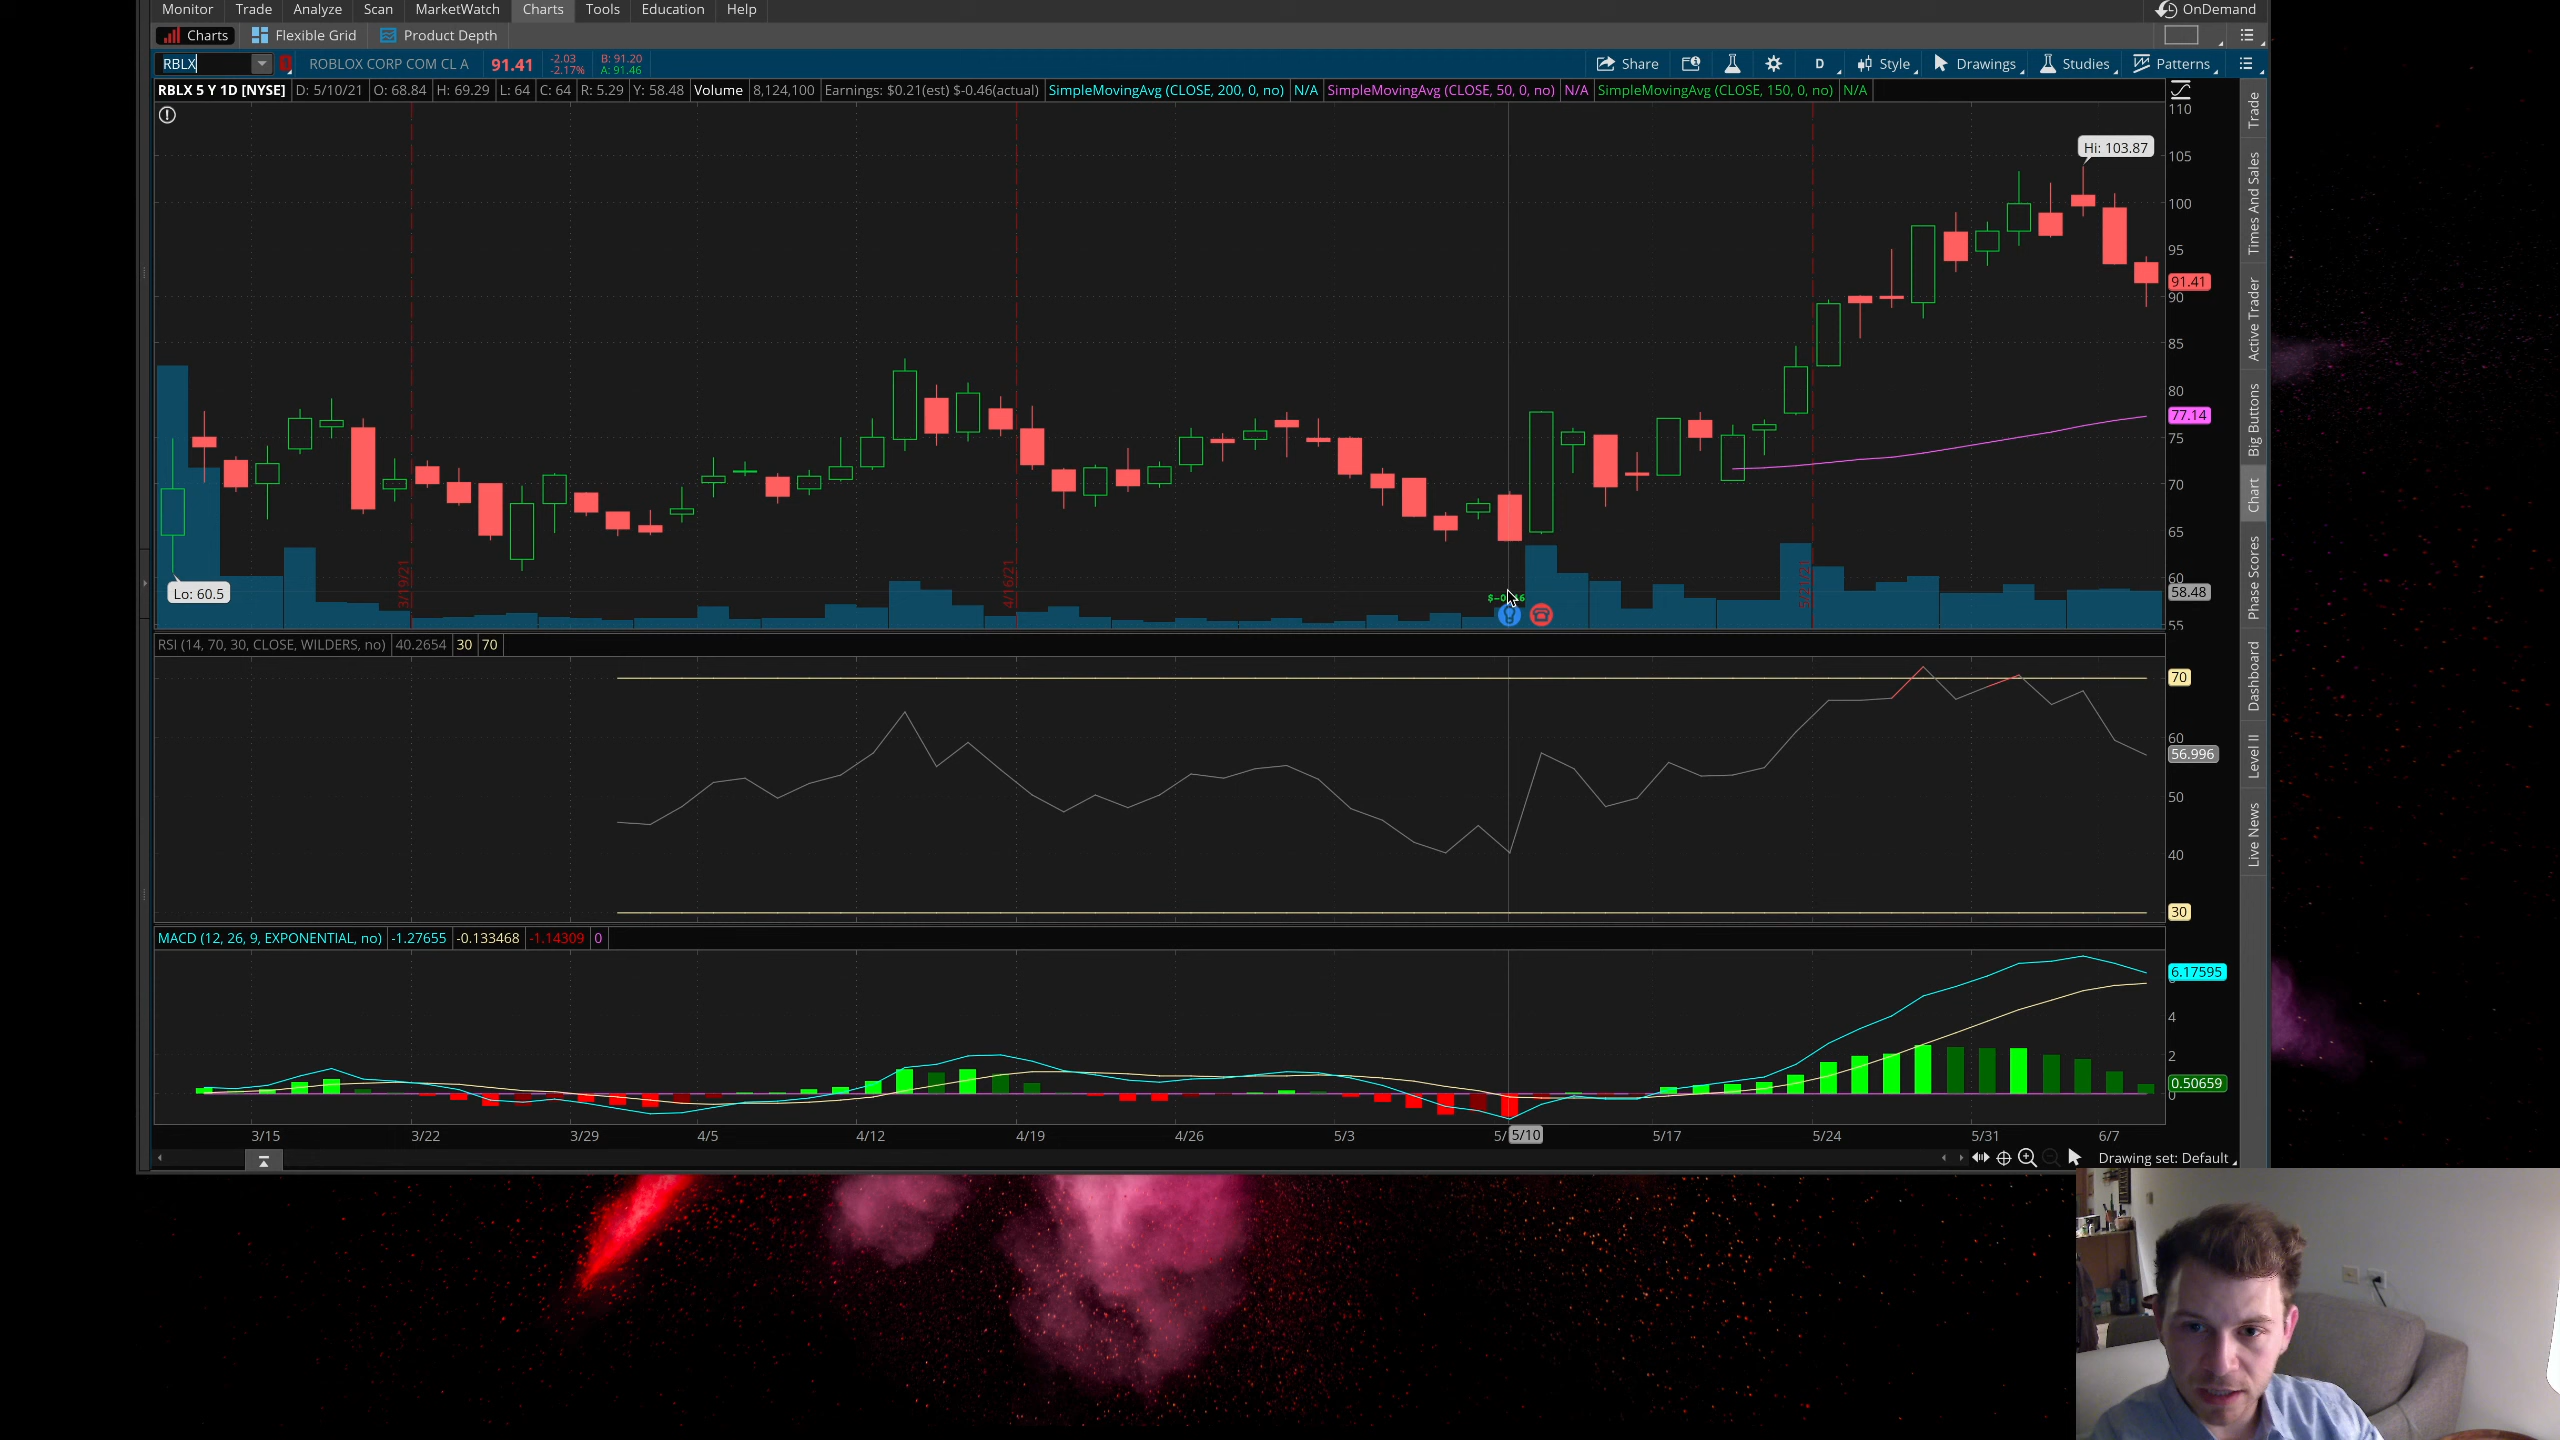 Monitor Trade Analyze Scan MarketWatch Charts Tools Education Help OnDemand
Charts Flexible Grid Product Depth
RBLX ROBLOX CORP COM CL A 91.41 -2.03 -2.17% B: 91.20 A: 91.46 Share D Style Drawings Studies Patterns
RBLX 5 Y 1D [NYSE] D: 5/10/21 O: 68.84 H: 69.29 L: 64 C: 64 R: 5.29 Y: 58.48 Volume 8,124,100 Earnings: $0.21(est) $-0.46(actual) SimpleMovingAvg (CLOSE, 200, 0, no) N/A SimpleMovingAvg (CLOSE, 50, 0, no) N/A SimpleMovingAvg (CLOSE, 150, 0, no) N/A
110
Hi: 103.87
105
100
95
91.41
90
85
80
77.14
75
70
65
60
Lo: 60.5
58.48
55
3/19/21
4/16/21
RSI (14, 70, 30, CLOSE, WILDERS, no) 40.2654 30 70
70
60
56.996
50
40
30
MACD (12, 26, 9, EXPONENTIAL, no) -1.27655 -0.133468 -1.14309 0
6.17595
4
2
0.50659
0
3/15 3/22 3/29 4/5 4/12 4/19 4/26 5/3 5/10 5/17 5/24 5/31 6/7
Drawing set: Default
Trade
Times And Sales
Active Trader
Big Buttons
Chart
Phase Scores
Dashboard
Level II
Live News